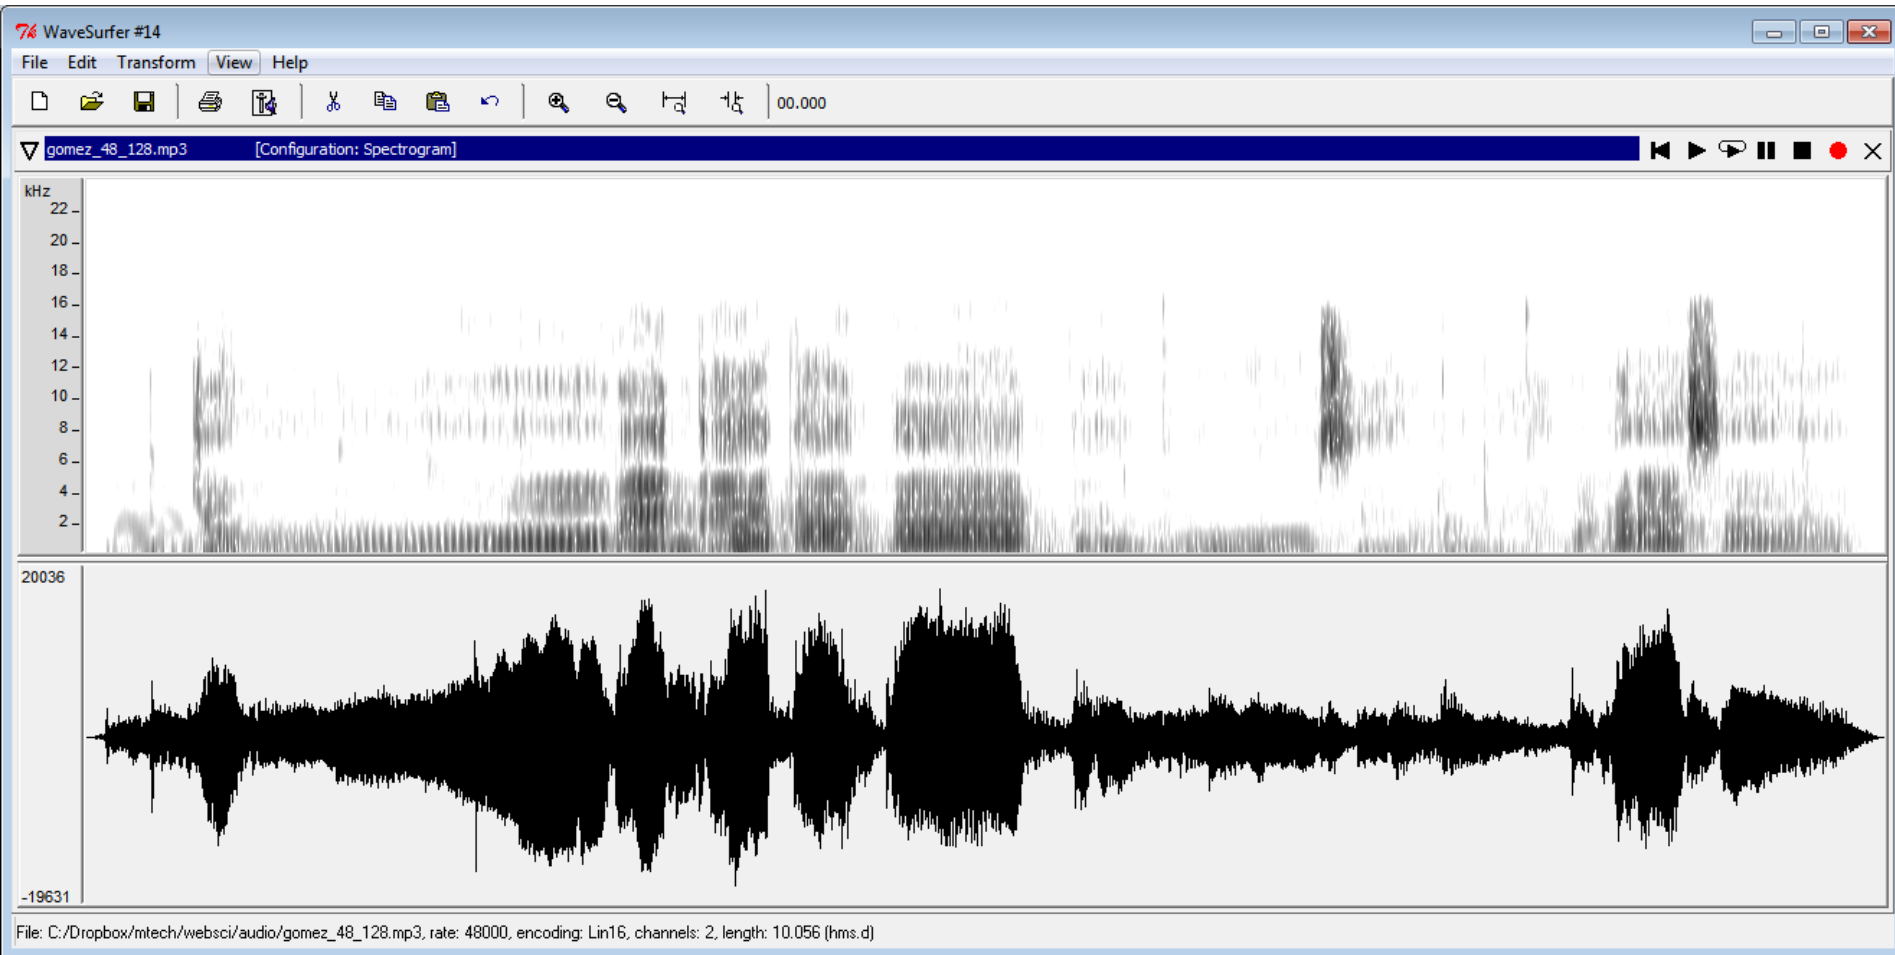 WaveSurfer #14
File Edit Transform View Help
00.000
gomez_48_128.mp3 [Configuration: Spectrogram]
kHz
22
20
18
16
14
12
10
8
6
4
2
20036
-19631
File: C:/Dropbox/mtech/websci/audio/gomez_48_128.mp3, rate: 48000, encoding: Lin16, channels: 2, length: 10.056 (hms.d)